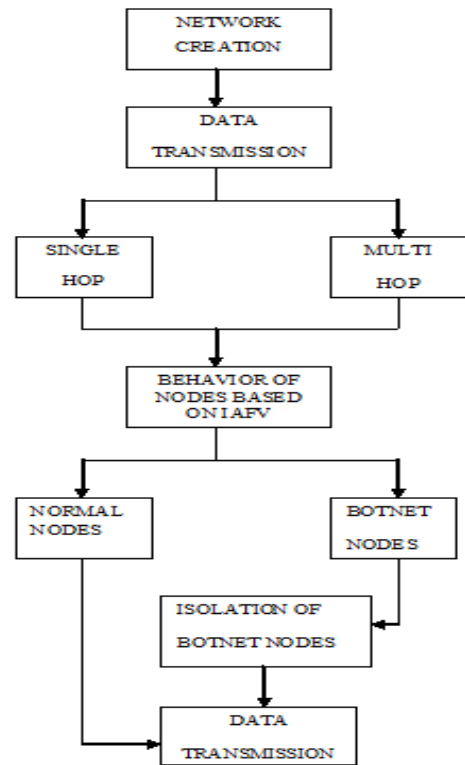 NETWORK
CREATION
DATA
TRANSMISSION
SINGLE
HOP
MULTI
HOP
BEHAVIOR OF
NODES BASED
ON IAFV
NORMAL
NODES
BOTNET
NODES
ISOLATION OF
BOTNET NODES
DATA
TRANSMISSION